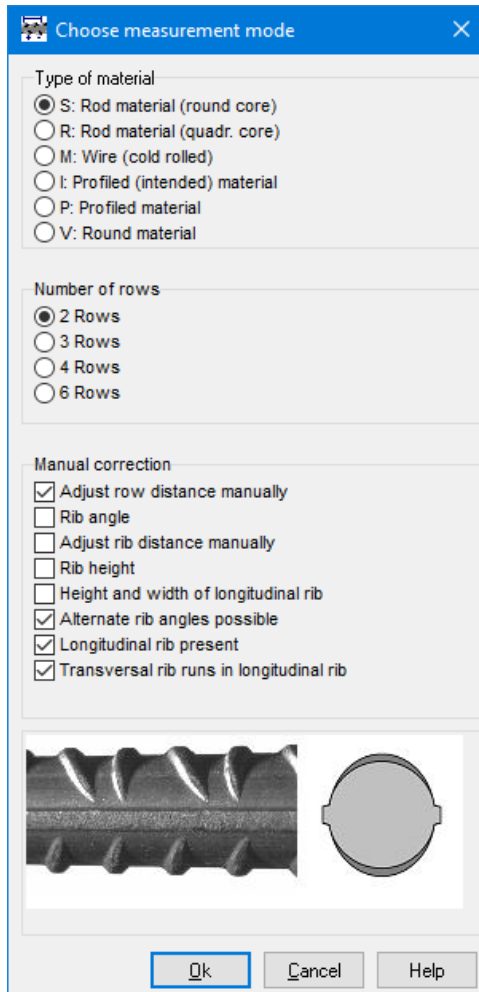 Choose measurement mode
Type of material
S: Rod material (round core)
R: Rod material (quadr. core)
M: Wire (cold rolled)
I: Profiled (intended) material
P: Profiled material
V: Round material
Number of rows
2 Rows
3 Rows
4 Rows
6 Rows
Manual correction
Adjust row distance manually
Rib angle
Adjust rib distance manually
Rib height
Height and width of longitudinal rib
Alternate rib angles possible
Longitudinal rib present
Transversal rib runs in longitudinal rib
Ok Cancel Help